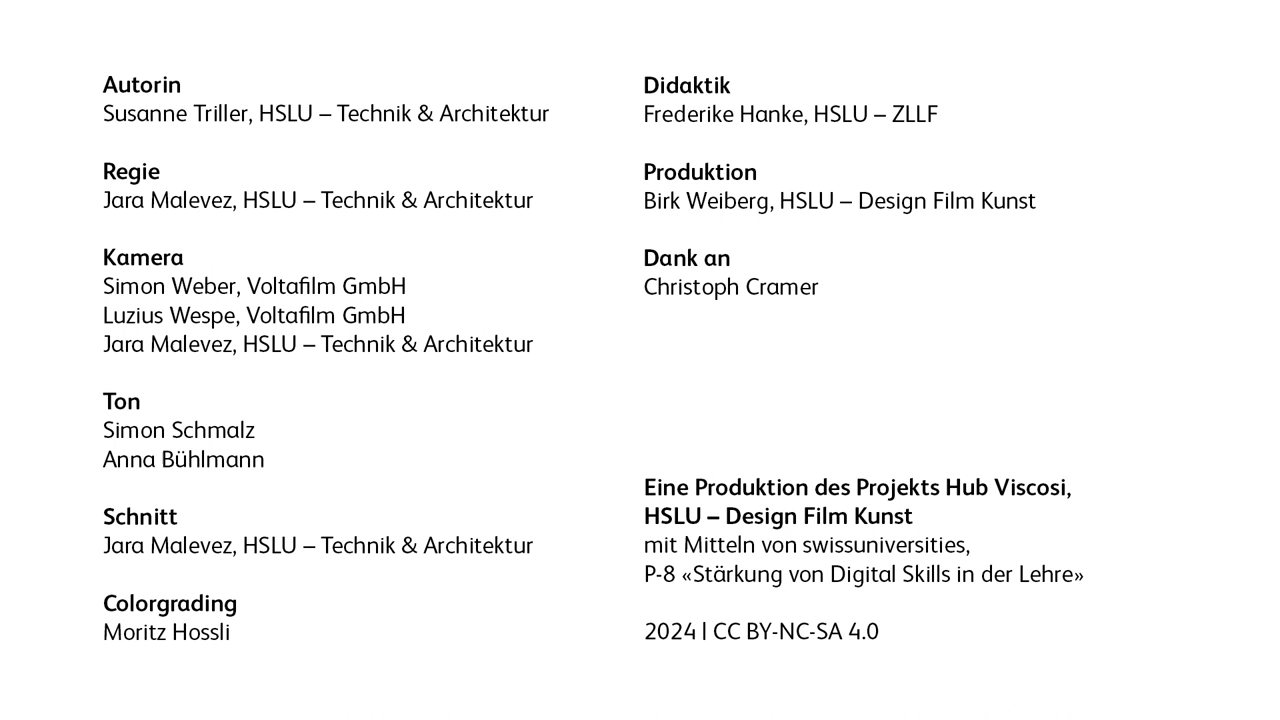 Autorin
Susanne Triller, HSLU – Technik & Architektur
Regie
Jara Malevez, HSLU – Technik & Architektur
Kamera
Simon Weber, Voltafilm GmbH
Luzius Wespe, Voltafilm GmbH
Jara Malevez, HSLU – Technik & Architektur
Ton
Simon Schmalz
Anna Bühlmann
Schnitt
Jara Malevez, HSLU – Technik & Architektur
Colorgrading
Moritz Hossli
Didaktik
Frederike Hanke, HSLU – ZLLF
Produktion
Birk Weiberg, HSLU – Design Film Kunst
Dank an
Christoph Cramer
Eine Produktion des Projekts Hub Viscosi,
HSLU – Design Film Kunst
mit Mitteln von swissuniversities,
P-8 «Stärkung von Digital Skills in der Lehre»
2024 | CC BY-NC-SA 4.0